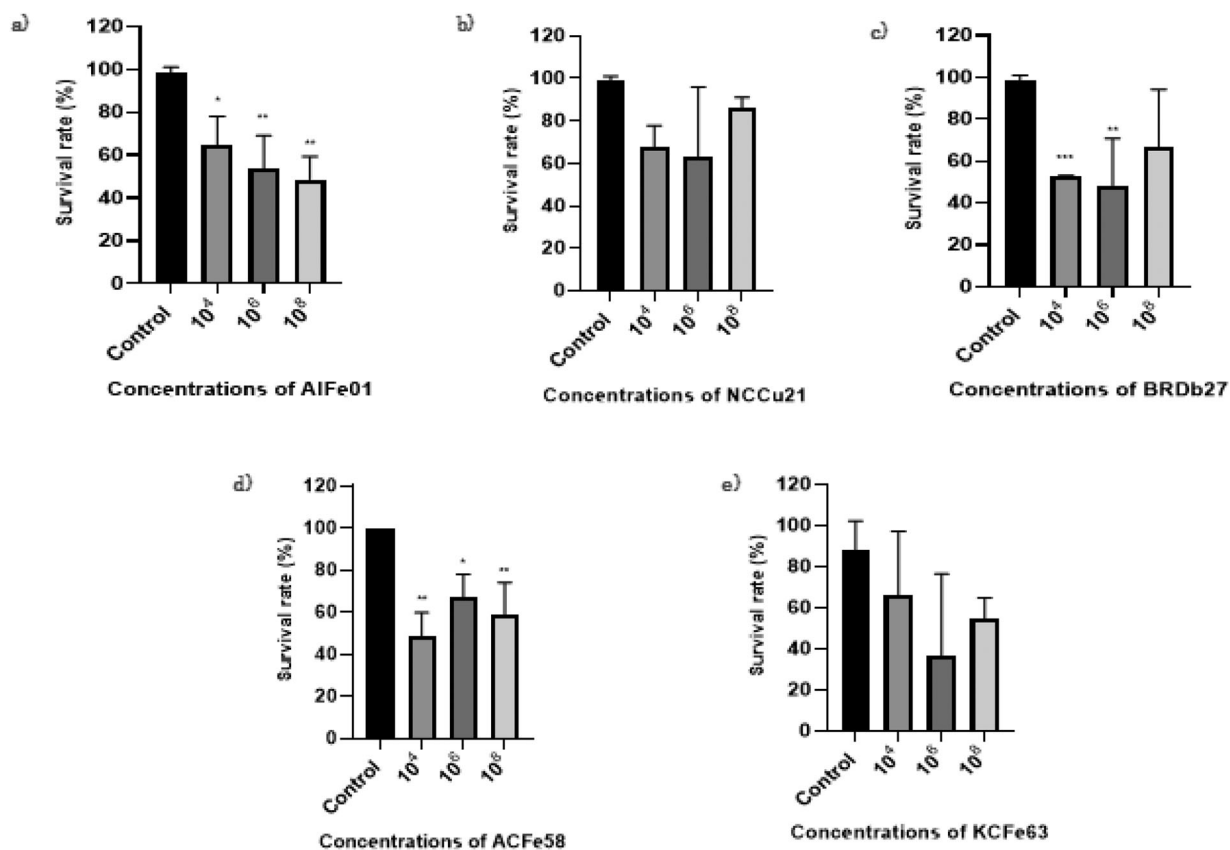 a)
Survival rate (%)
120
100
80
60
40
20
0
*
**
**
Control
10⁴
10⁶
10⁸
Concentrations of AIFe01
b)
Survival rate (%)
120
100
80
60
40
20
0
Control
10⁴
10⁶
10⁸
Concentrations of NCCu21
c)
Survival rate (%)
120
100
80
60
40
20
0
***
**
Control
10⁴
10⁶
10⁸
Concentrations of BRDb27
d)
Survival rate (%)
120
100
80
60
40
20
0
**
*
**
Control
10⁴
10⁶
10⁸
Concentrations of ACFe58
e)
Survival rate (%)
120
100
80
60
40
20
0
Control
10⁴
10⁶
10⁸
Concentrations of KCFe63